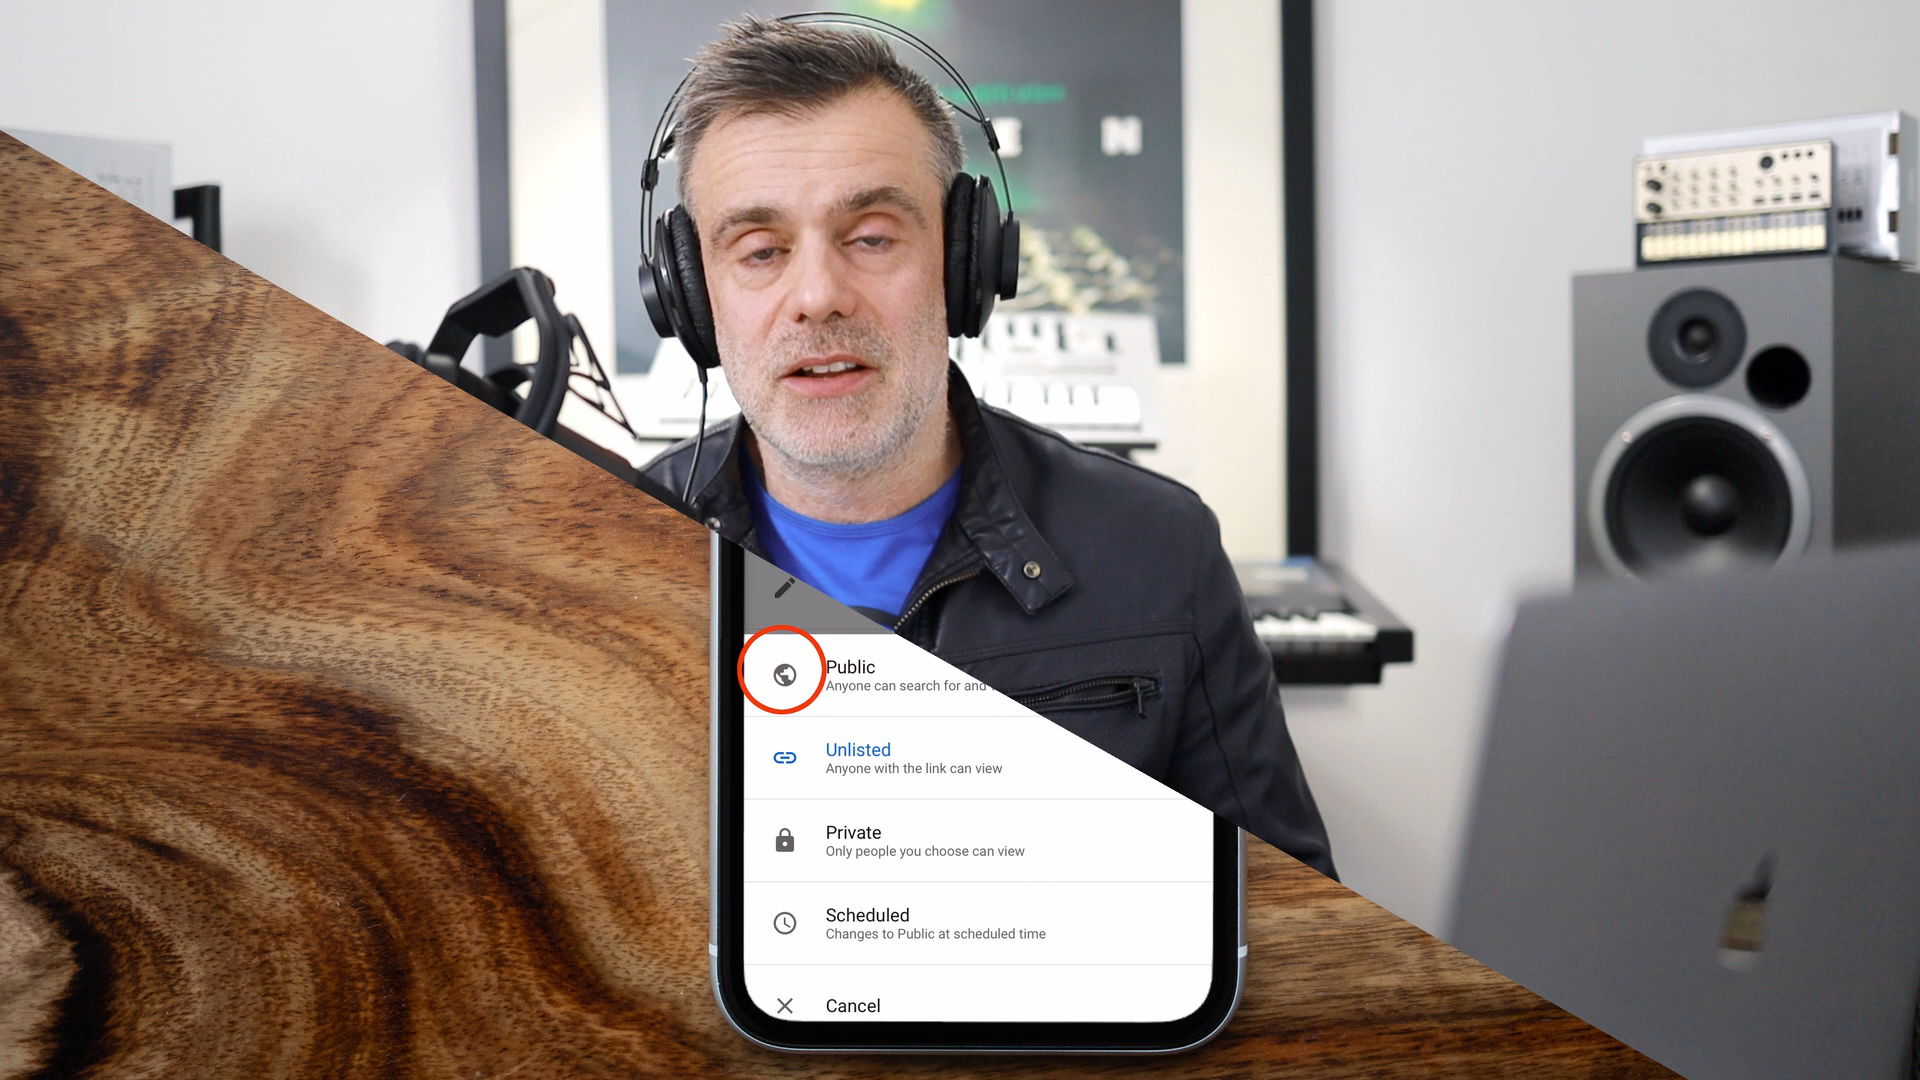 E N
Public
Anyone can search for and
Unlisted
Anyone with the link can view
Private
Only people you choose can view
Scheduled
Changes to Public at scheduled time
Cancel